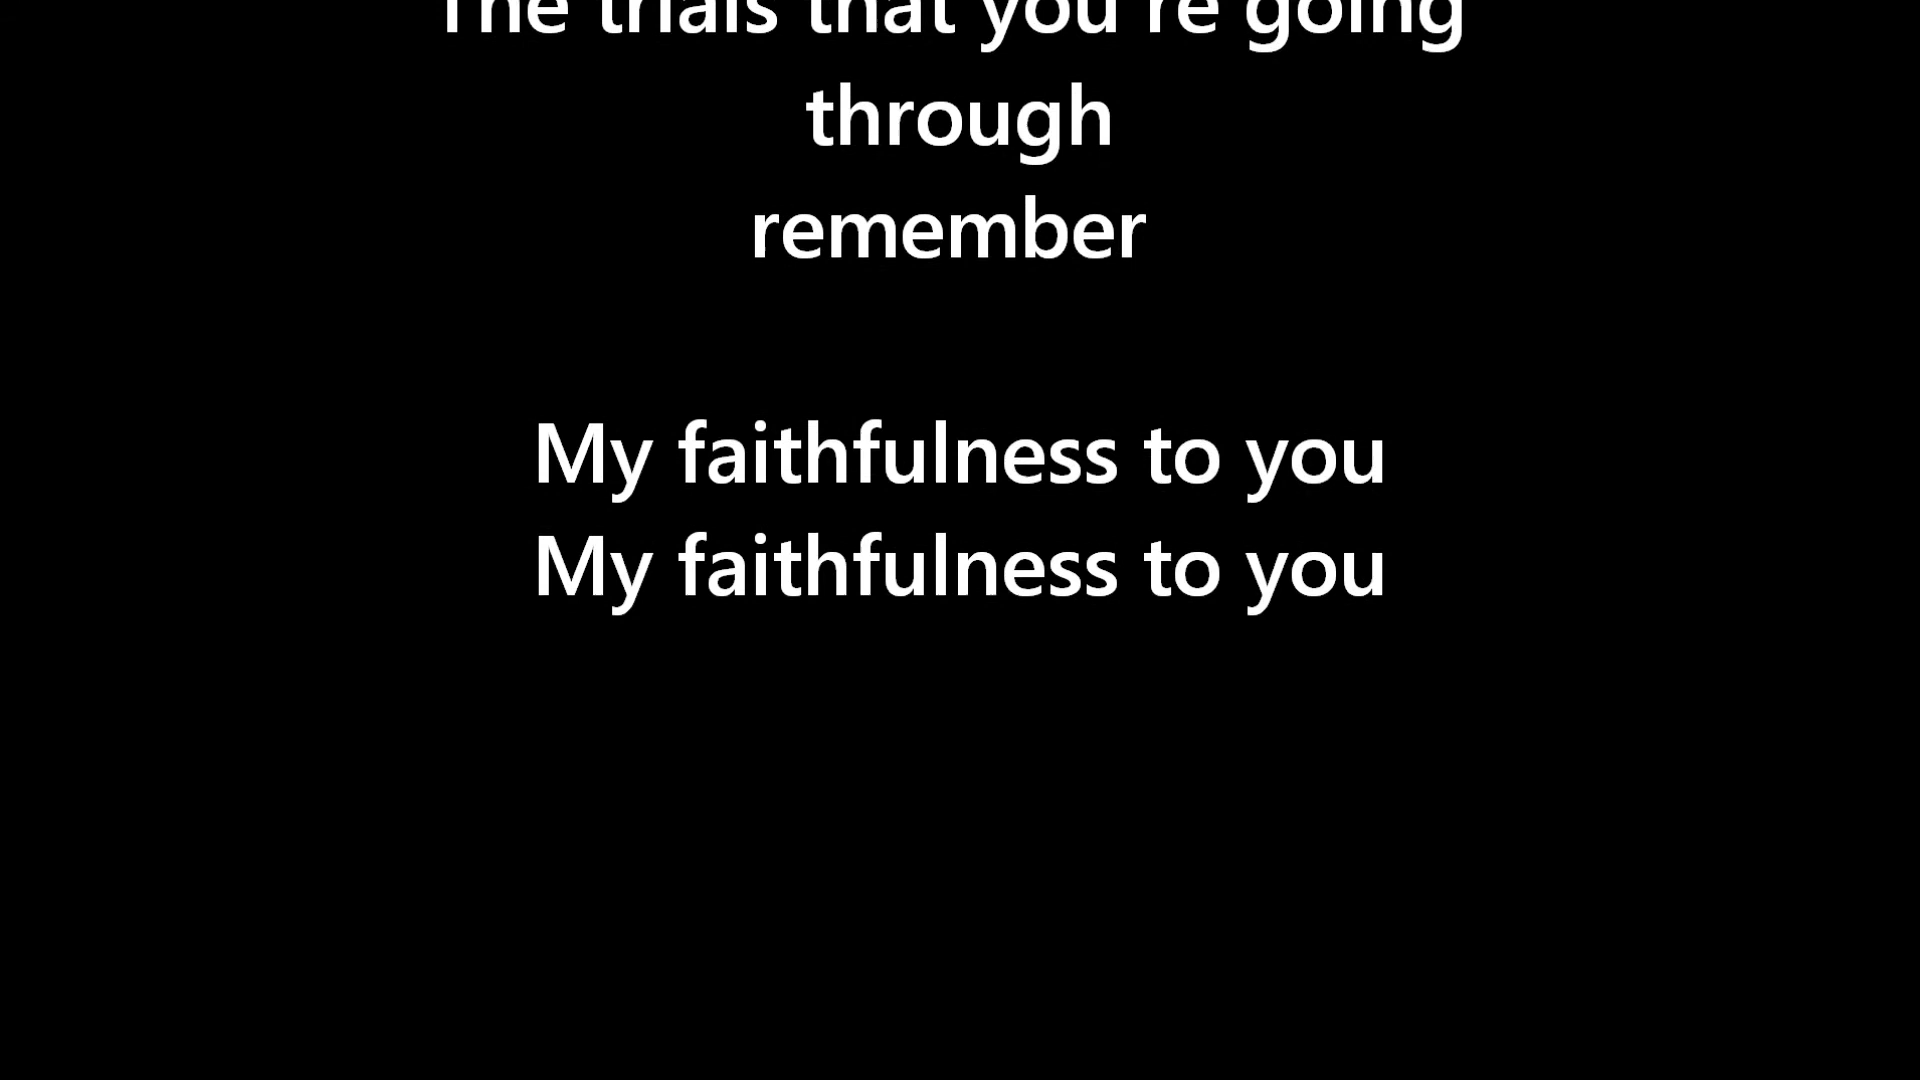 The trials that you're going
through
remember
My faithfulness to you
My faithfulness to you